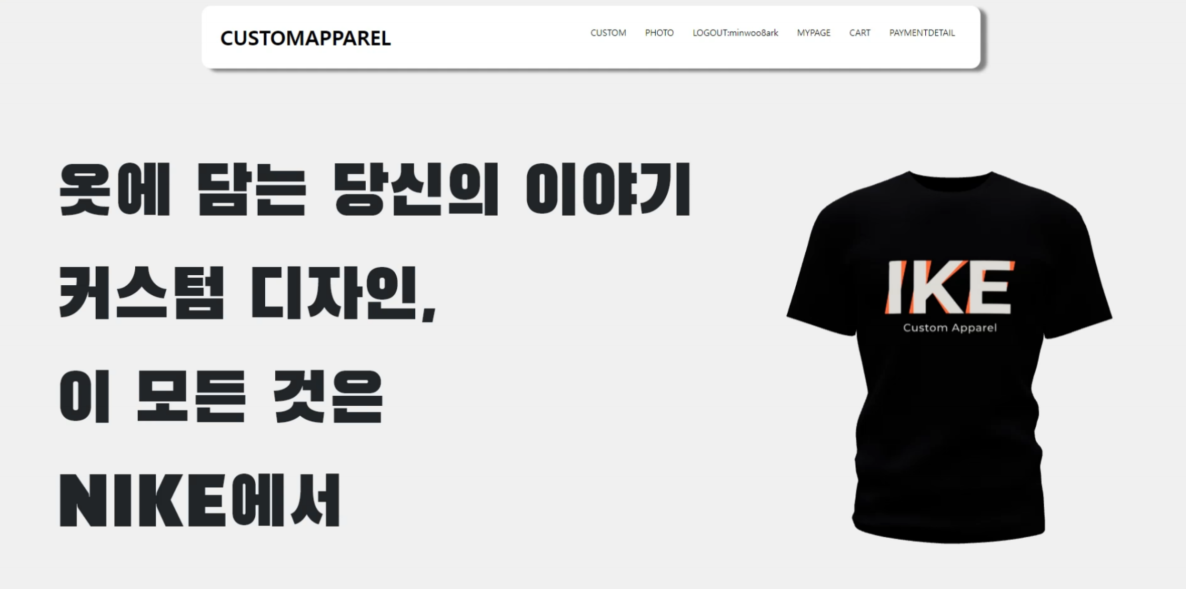 CUSTOMAPPAREL
CUSTOM PHOTO LOGOUT:minwoo8ark MYPAGE CART PAYMENTDETAIL
옷에 담는 당신의 이야기
커스텀 디자인,
이 모든 것은
NIKE에서
IKE
Custom Apparel